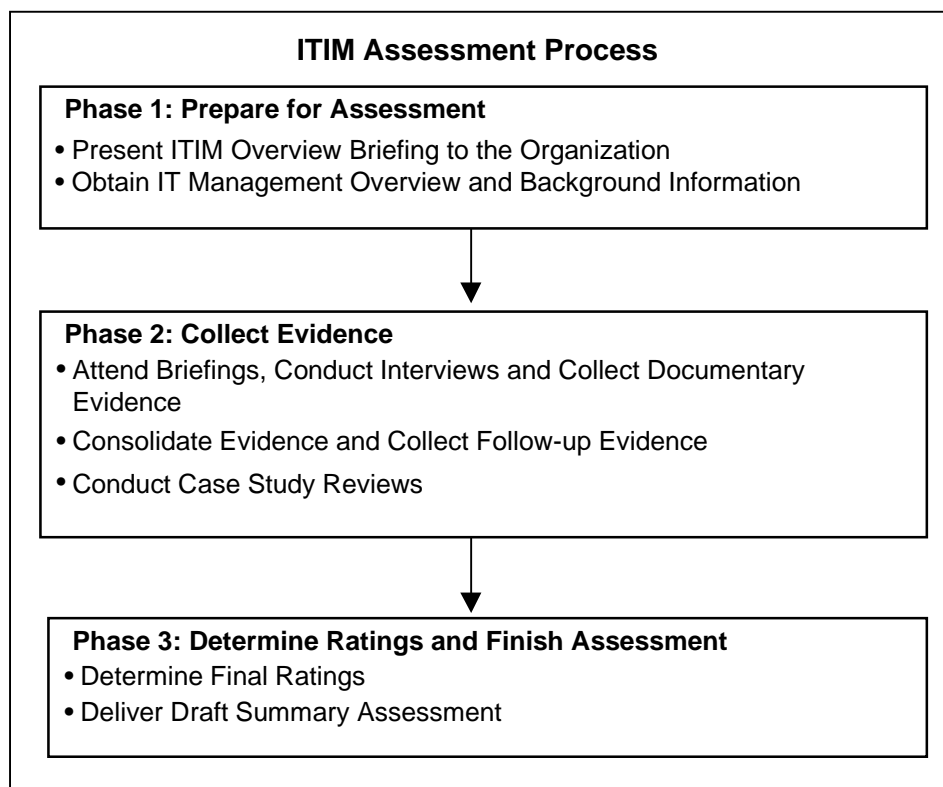 ITIM Assessment Process
Phase 1: Prepare for Assessment
• Present ITIM Overview Briefing to the Organization
• Obtain IT Management Overview and Background Information
Phase 2: Collect Evidence
• Attend Briefings, Conduct Interviews and Collect Documentary
Evidence
• Consolidate Evidence and Collect Follow-up Evidence
• Conduct Case Study Reviews
Phase 3: Determine Ratings and Finish Assessment
• Determine Final Ratings
• Deliver Draft Summary Assessment